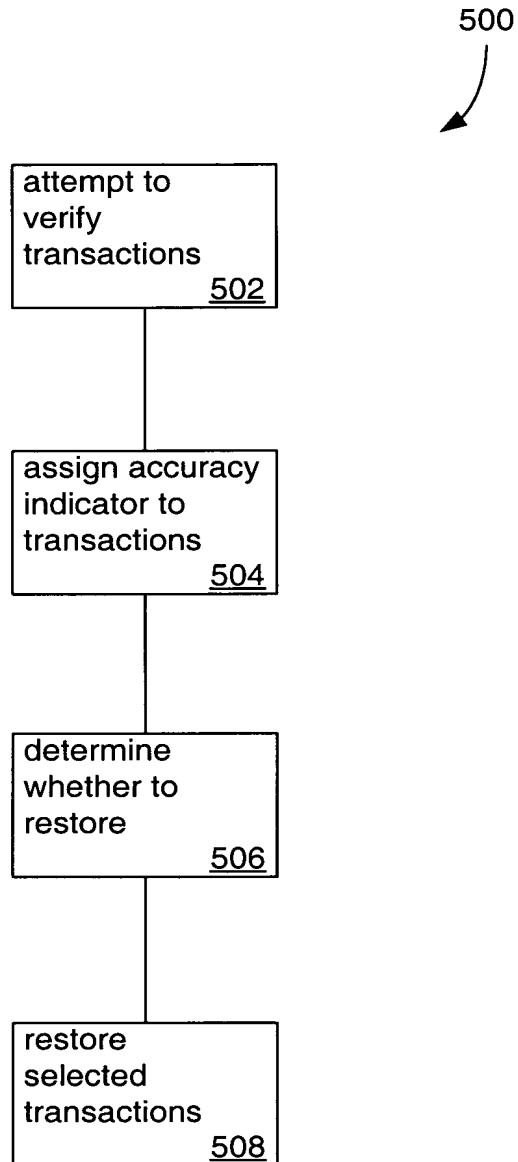 500
attempt to
verify
transactions
502
assign accuracy
indicator to
transactions
504
determine
whether to
restore
506
restore
selected
transactions
508